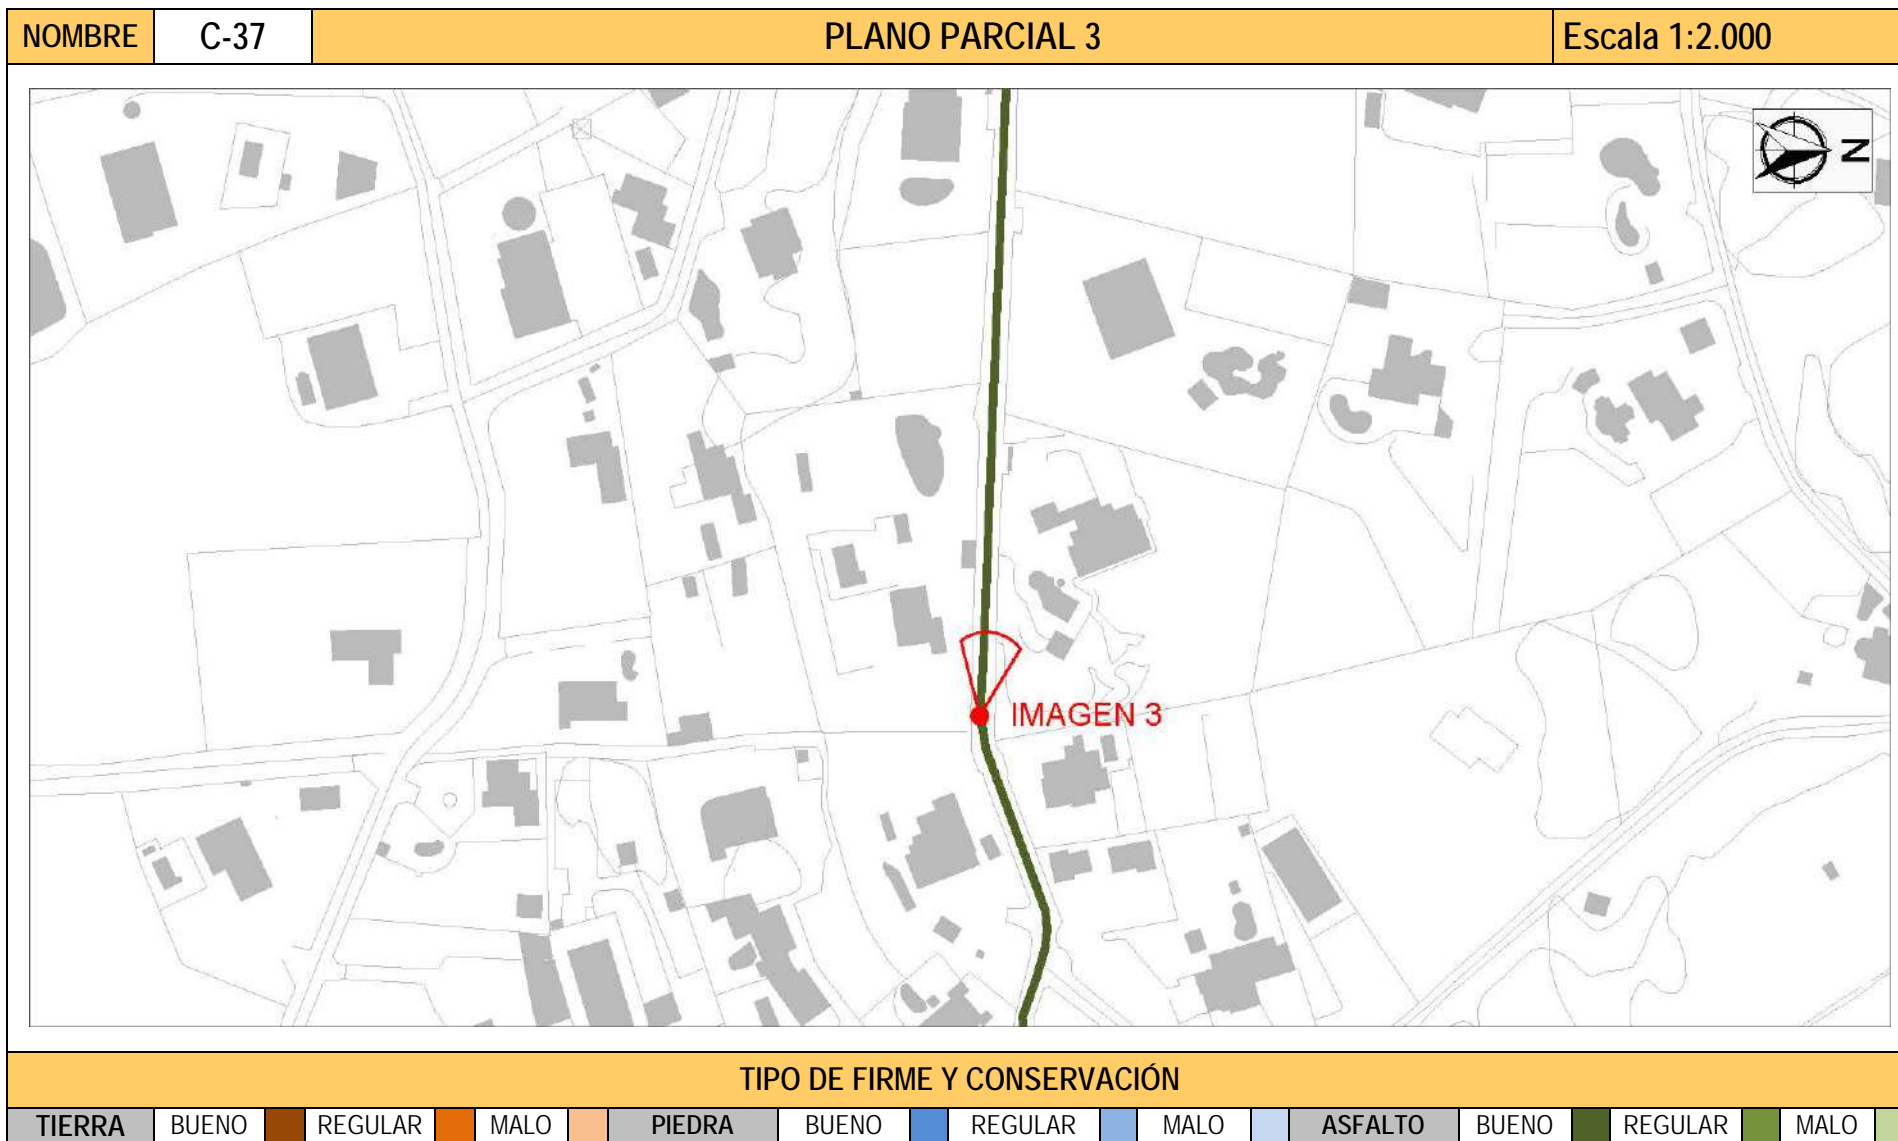 NOMBRE C-37 PLANO PARCIAL 3 Escala 1:2.000
N
IMAGEN 3
TIPO DE FIRME Y CONSERVACIÓN
TIERRA BUENO REGULAR MALO PIEDRA BUENO REGULAR MALO ASFALTO BUENO REGULAR MALO